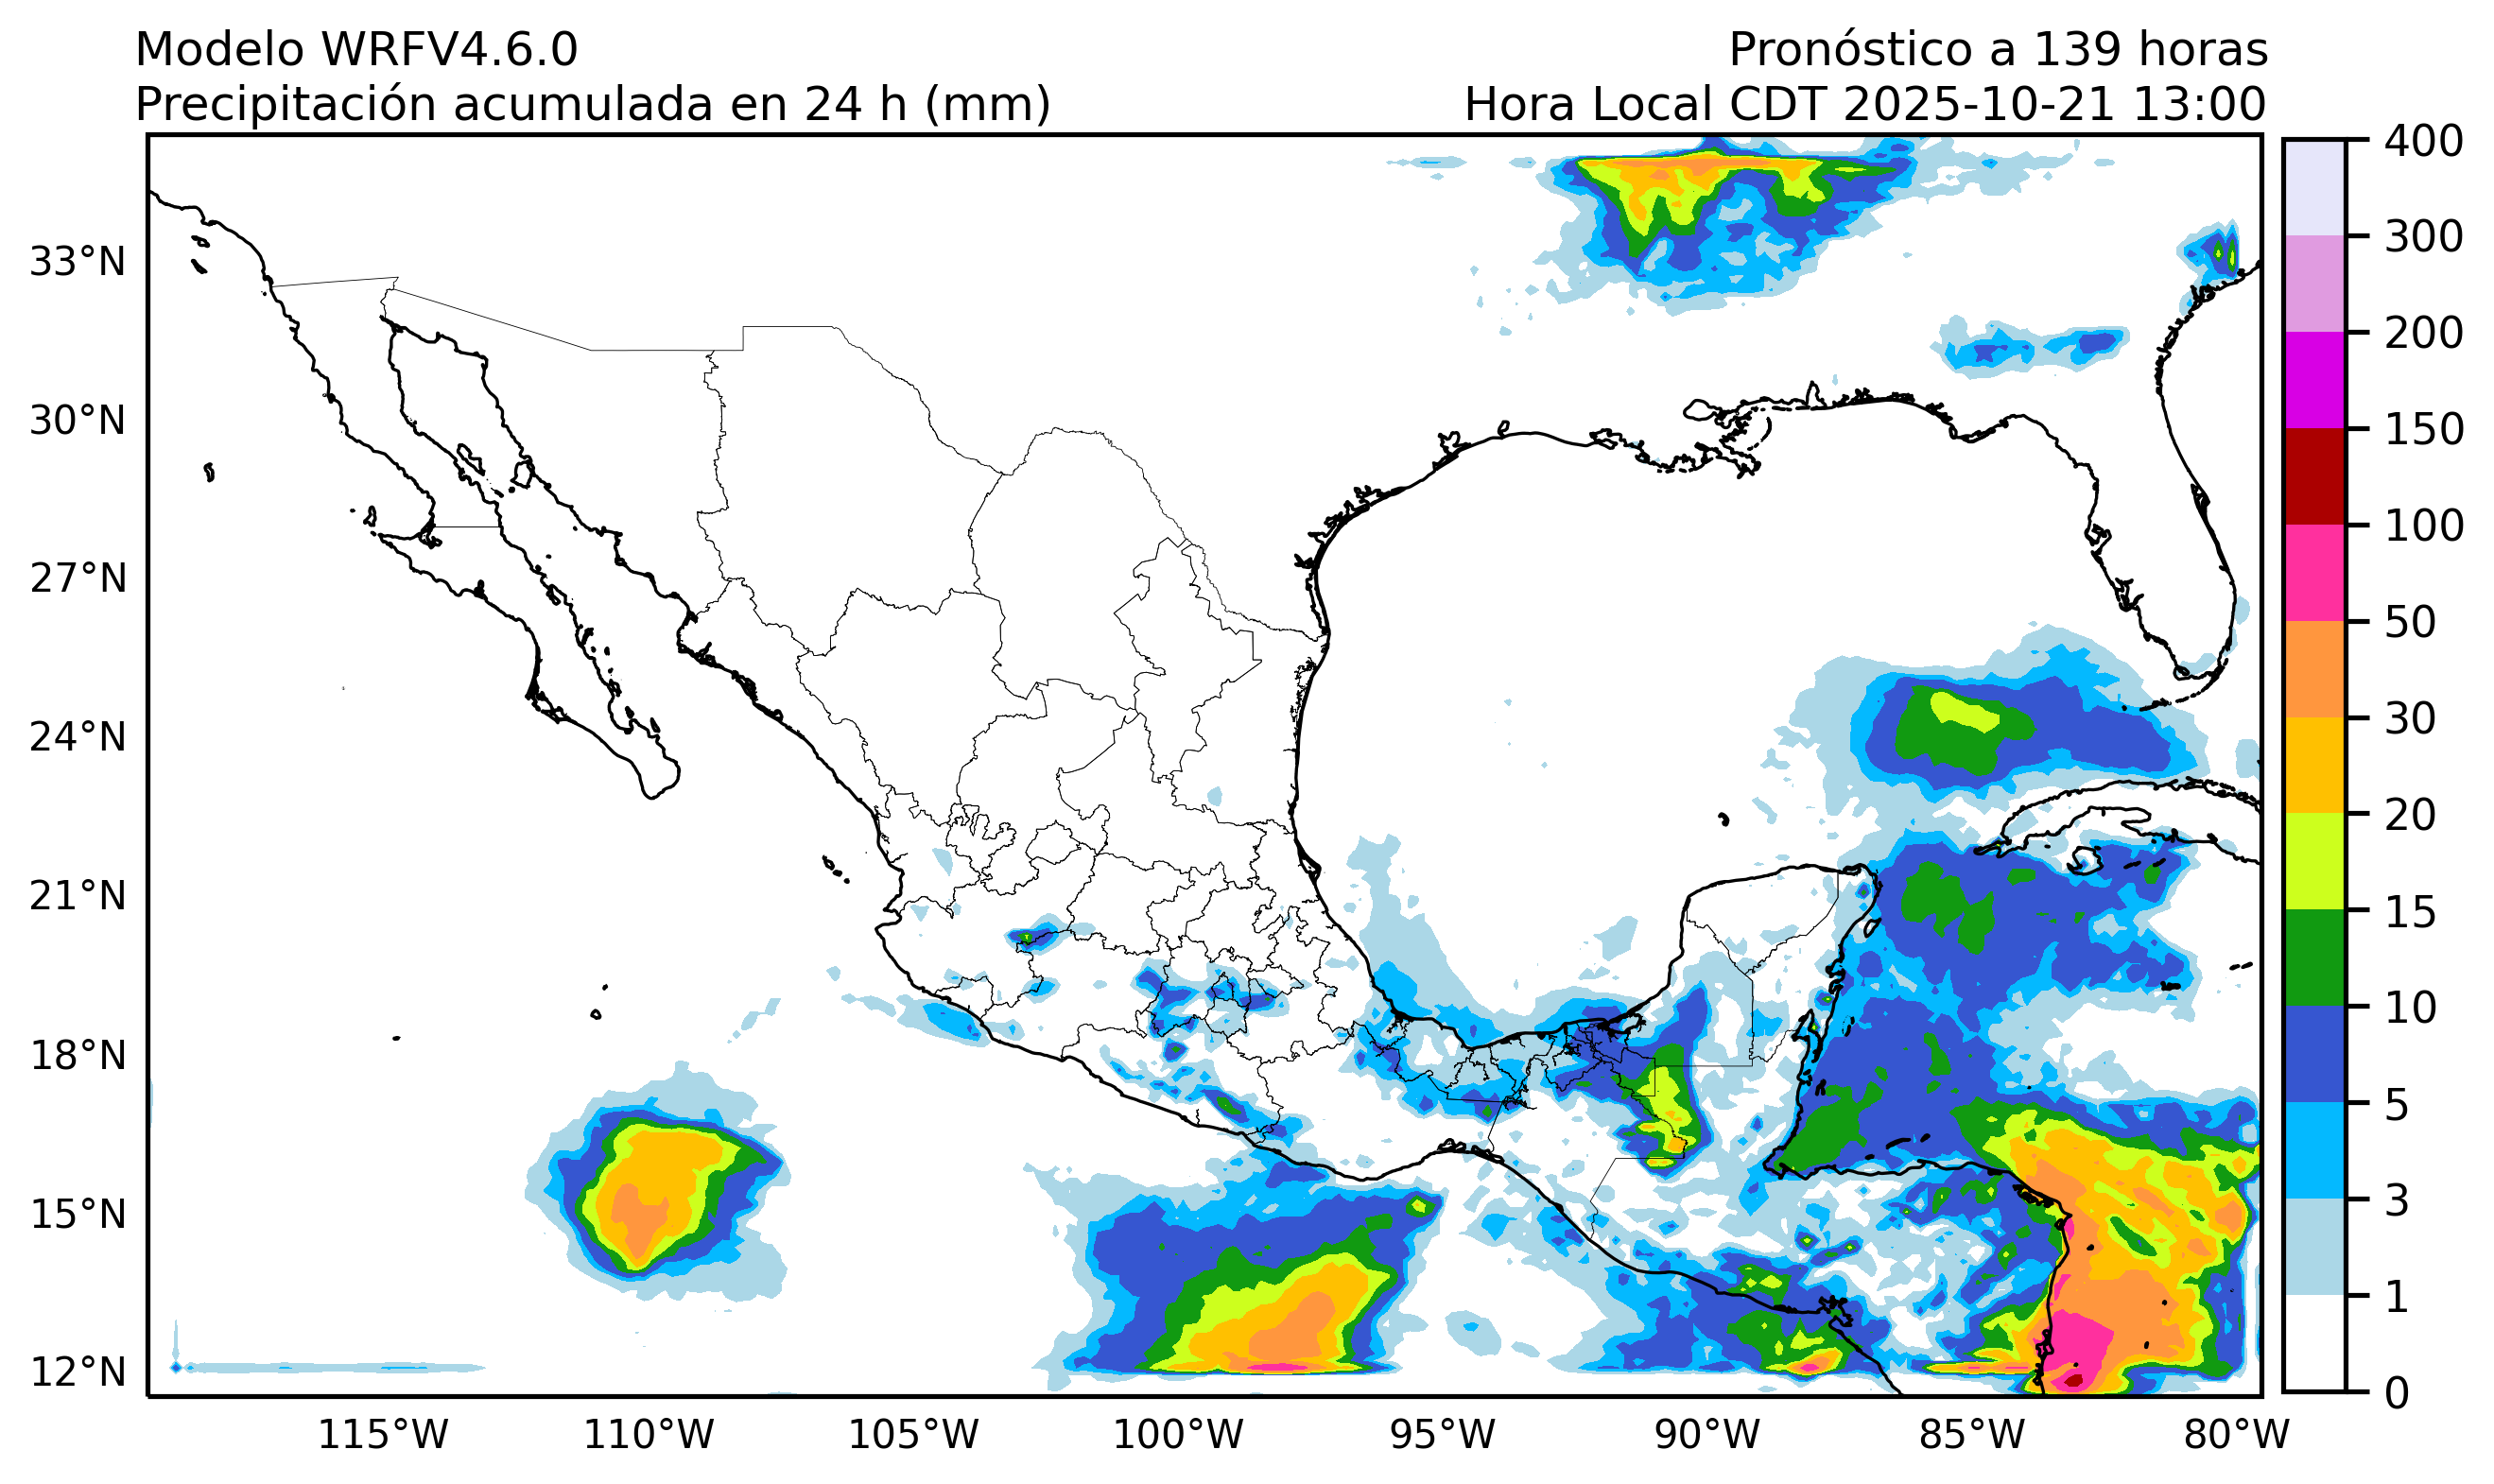 Modelo WRFV4.6.0
Pronóstico a 139 horas
Precipitación acumulada en 24 h (mm)
Hora Local CDT 2025-10-21 13:00
33°N
30°N
27°N
24°N
21°N
18°N
15°N
12°N
115°W
110°W
105°W
100°W
95°W
90°W
85°W
80°W
400
300
200
150
100
50
30
20
15
10
5
3
1
0